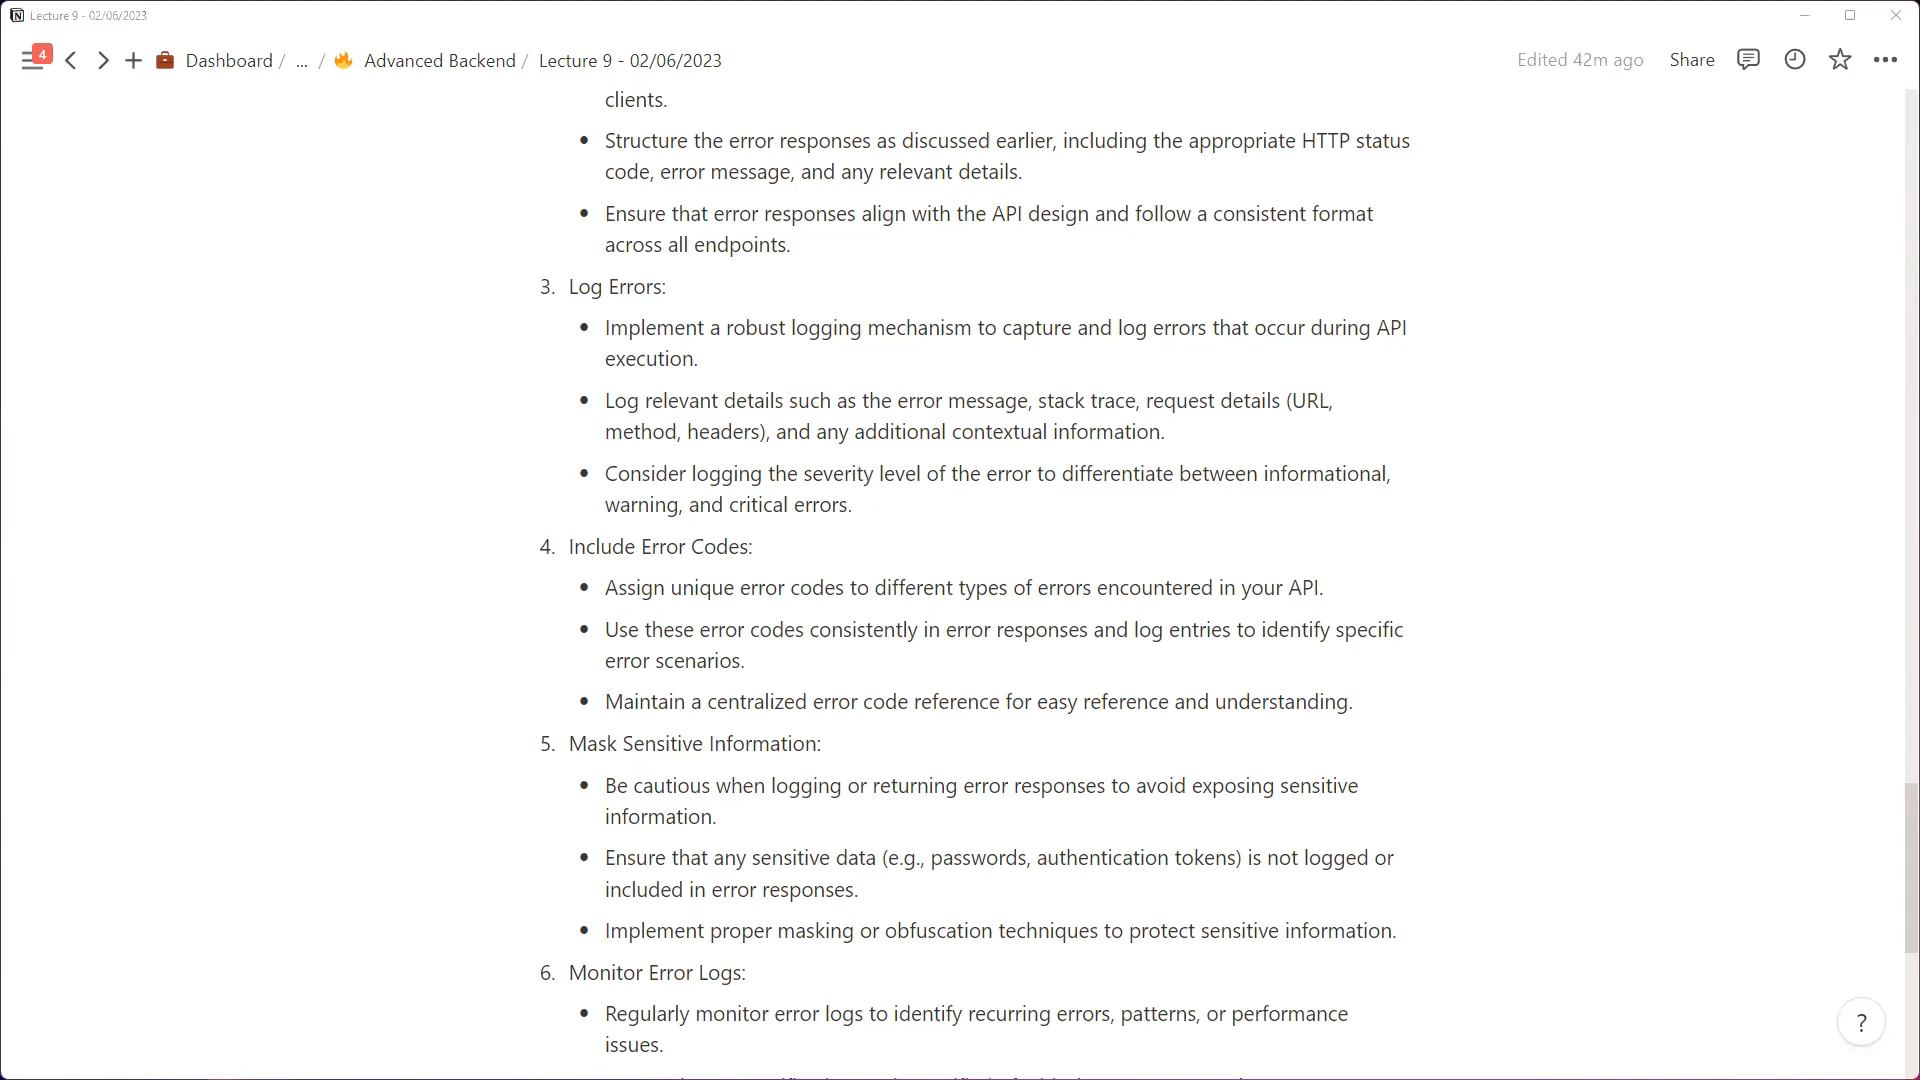 Lecture 9 - 02/06/2023
4
Dashboard / ... / Advanced Backend / Lecture 9 - 02/06/2023
Edited 42m ago Share
clients.
• Structure the error responses as discussed earlier, including the appropriate HTTP status
code, error message, and any relevant details.
• Ensure that error responses align with the API design and follow a consistent format
across all endpoints.
3. Log Errors:
• Implement a robust logging mechanism to capture and log errors that occur during API
execution.
• Log relevant details such as the error message, stack trace, request details (URL,
method, headers), and any additional contextual information.
• Consider logging the severity level of the error to differentiate between informational,
warning, and critical errors.
4. Include Error Codes:
• Assign unique error codes to different types of errors encountered in your API.
• Use these error codes consistently in error responses and log entries to identify specific
error scenarios.
• Maintain a centralized error code reference for easy reference and understanding.
5. Mask Sensitive Information:
• Be cautious when logging or returning error responses to avoid exposing sensitive
information.
• Ensure that any sensitive data (e.g., passwords, authentication tokens) is not logged or
included in error responses.
• Implement proper masking or obfuscation techniques to protect sensitive information.
6. Monitor Error Logs:
• Regularly monitor error logs to identify recurring errors, patterns, or performance
issues.
?